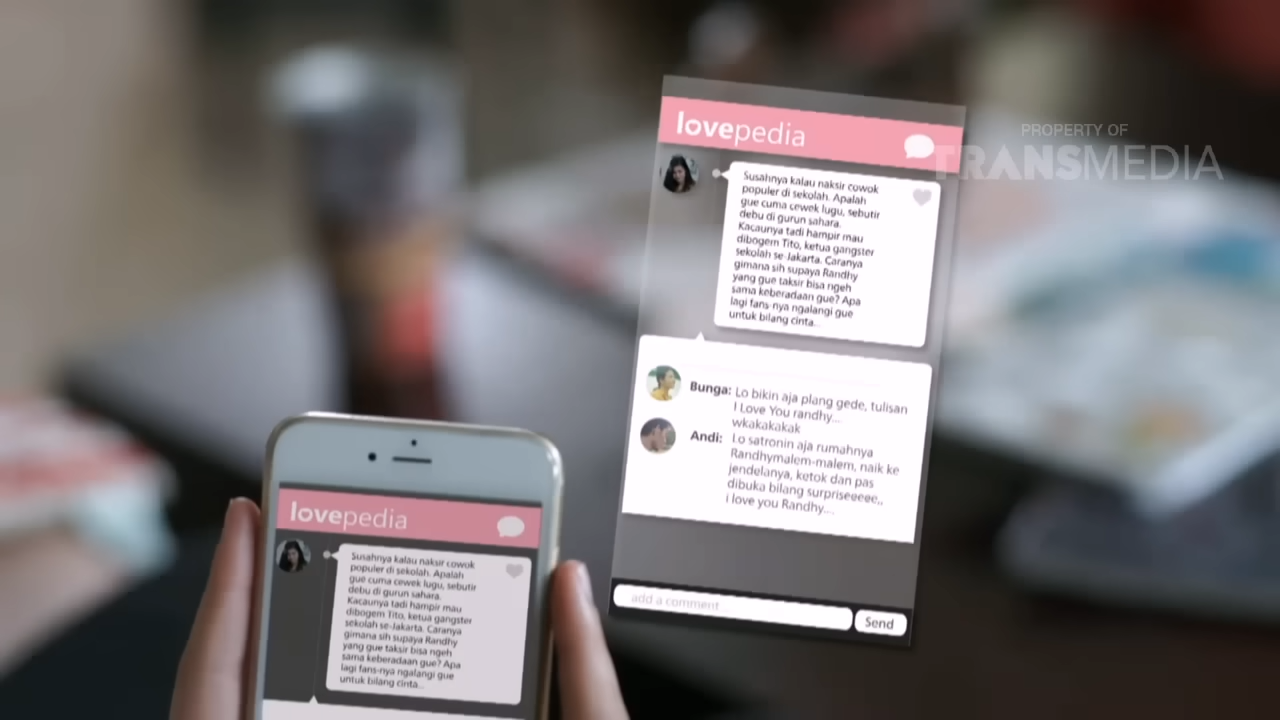 PROPERTY OF
TRANSMEDIA
lovepedia
Susahnya kalau naksir cowok
populer di sekolah. Apalah
gue cuma cewek lugu, sebutir
debu di gurun sahara.
Kacaunya tadi hampir mau
dibogem Tito, ketua gangster
sekolah se-Jakarta. Caranya
gimana sih supaya Randhy
yang gue taksir bisa ngeh
sama keberadaan gue? Apa
lagi fans-nya ngalangi gue
untuk bilang cinta...
Bunga: Lo bikin aja plang gede, tulisan
I Love You randhy....
wkakakakak
Andi: Lo satronin aja rumahnya
Randhymalem-malem, naik ke
jendelanya, ketok dan pas
dibuka bilang surpriseeeee..
i love you Randhy....
add a comment ...
Send
lovepedia
Susahnya kalau naksir cowok
populer di sekolah. Apalah
gue cuma cewek lugu, sebutir
debu di gurun sahara.
Kacaunya tadi hampir mau
dibogem Tito, ketua gangster
sekolah se-Jakarta. Caranya
gimana sih supaya Randhy
yang gue taksir bisa ngeh
sama keberadaan gue? Apa
lagi fans-nya ngalangi gue
untuk bilang cinta...